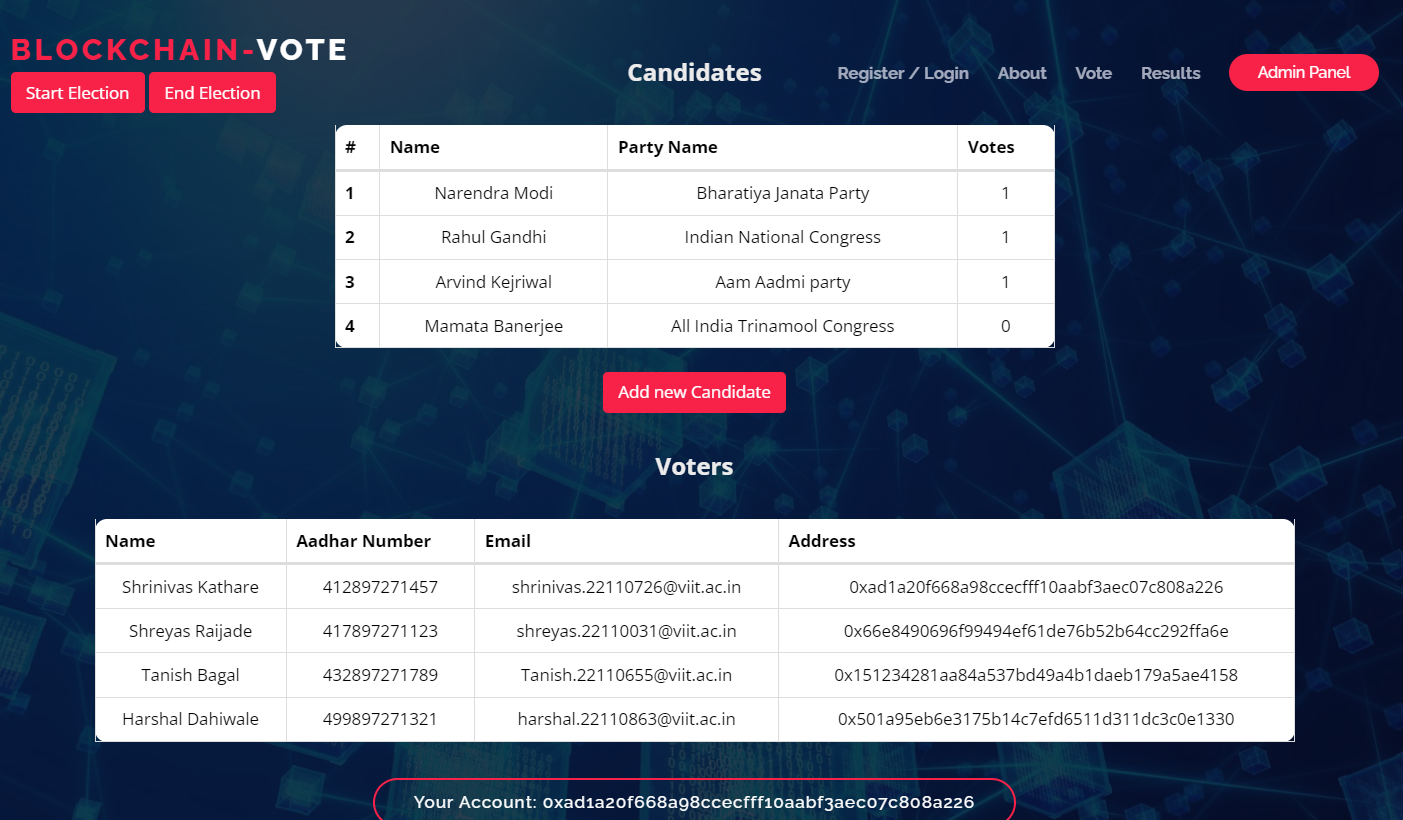 BLOCKCHAIN-VOTE
Start Election End Election
Candidates
Register / Login About Vote Results Admin Panel
# Name Party Name Votes
1 Narendra Modi Bharatiya Janata Party 1
2 Rahul Gandhi Indian National Congress 1
3 Arvind Kejriwal Aam Aadmi party 1
4 Mamata Banerjee All India Trinamool Congress 0
Add new Candidate
Voters
Name Aadhar Number Email Address
Shrinivas Kathare 412897271457 shrinivas.22110726@viit.ac.in 0xad1a20f668a98ccecfff10aabf3aec07c808a226
Shreyas Raijade 417897271123 shreyas.22110031@viit.ac.in 0x66e8490696f99494ef61de76b52b64cc292ffa6e
Tanish Bagal 432897271789 Tanish.22110655@viit.ac.in 0x151234281aa84a537bd49a4b1daeb179a5ae4158
Harshal Dahiwale 499897271321 harshal.22110863@viit.ac.in 0x501a95eb6e3175b14c7efd6511d311dc3c0e1330
Your Account: 0xad1a20f668a98ccecfff10aabf3aec07c808a226